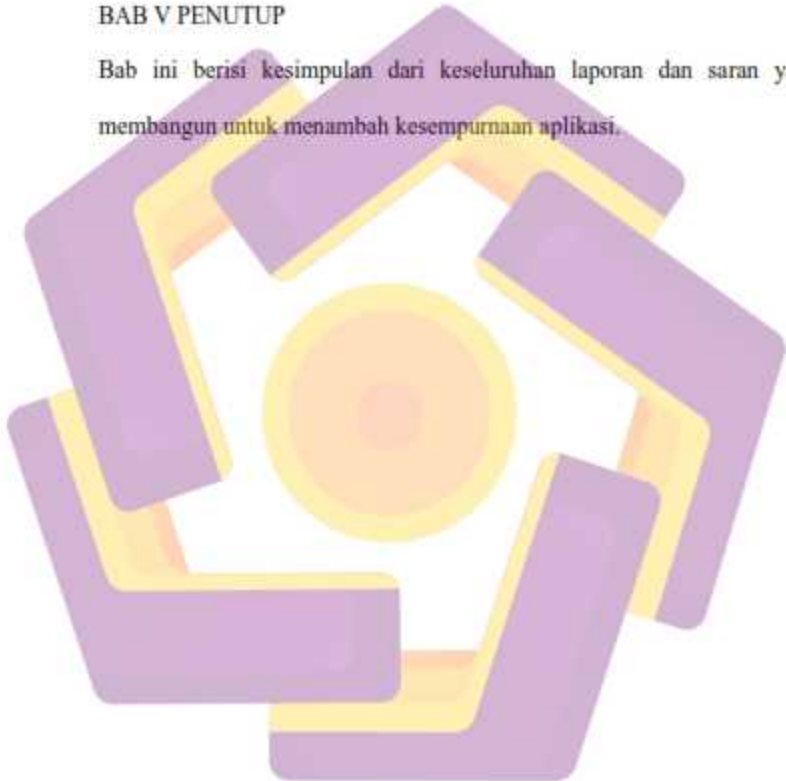 BAB V PENUTUP
Bab ini berisi kesimpulan dari keseluruhan laporan dan saran y
membangun untuk menambah kesempurnaan aplikasi.